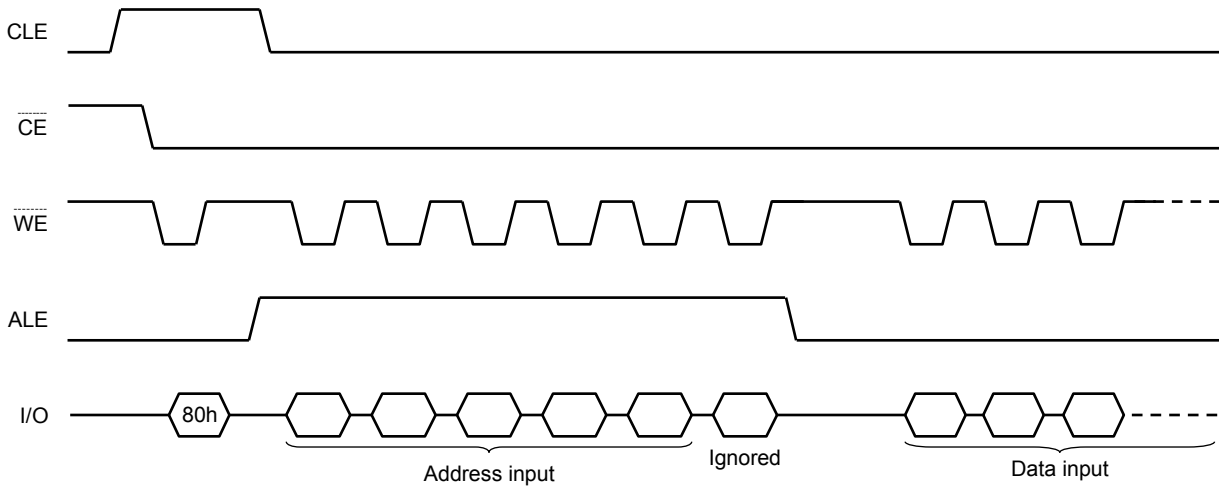 CLE
CE
WE
ALE
I/O
80h
Address input
Ignored
Data input